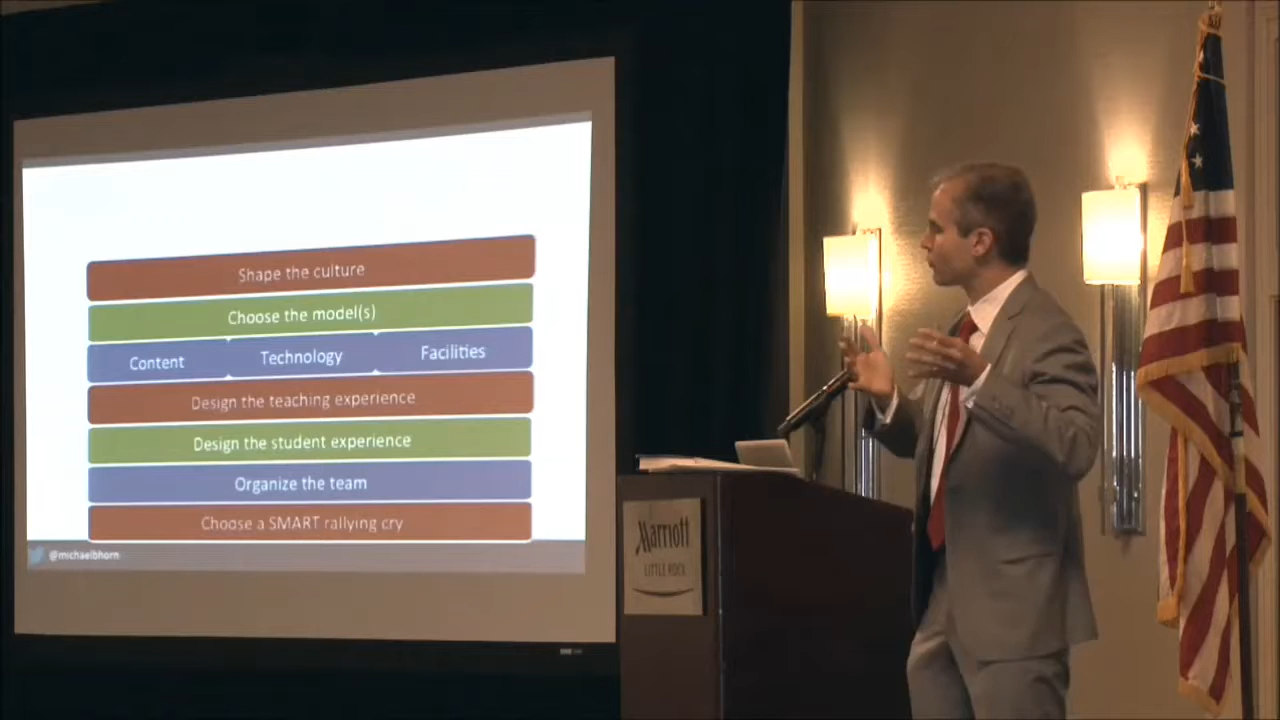 Shape the culture
Choose the model(s)
Content Technology Facilities
Design the teaching experience
Design the student experience
Organize the team
Choose a SMART rallying cry
@michaelbhorn
Marriott
LITTLE ROCK